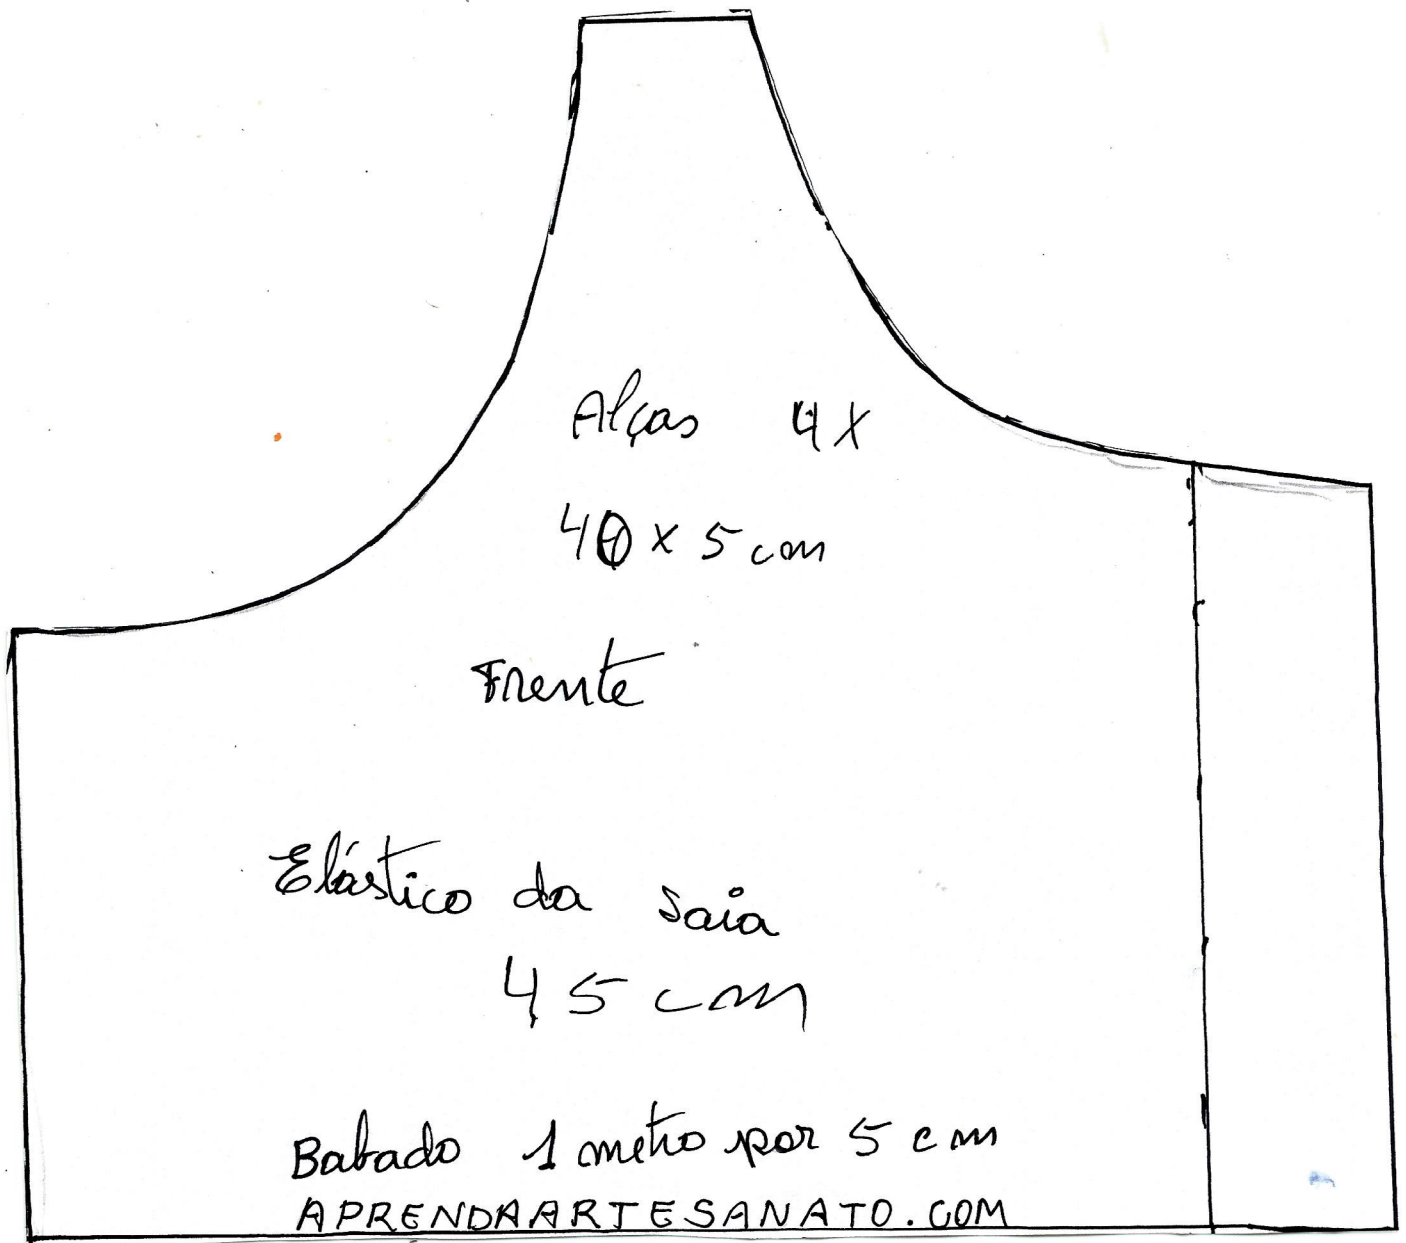 Alças 4X
40 x 5 cm
Frente
Elástico da saia
45 cm
Babado 1 metro por 5 cm
APRENDAARTESANATO.COM